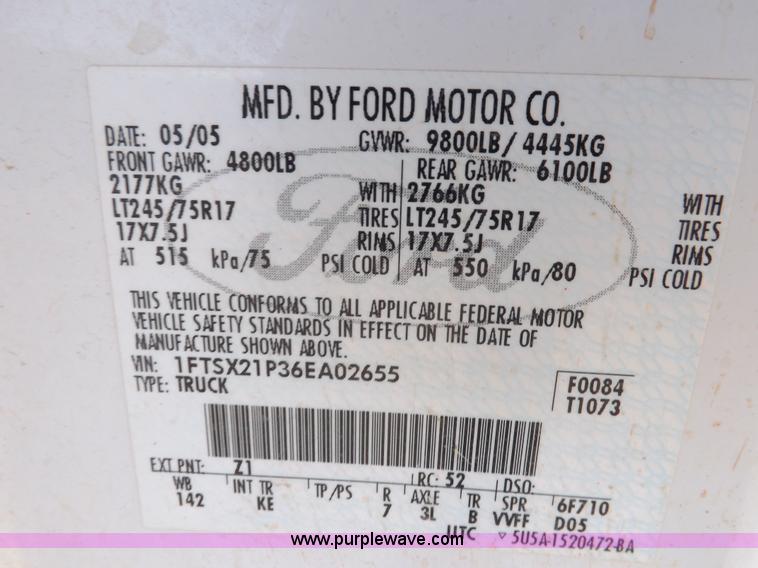 MFD. BY FORD MOTOR CO.
DATE: 05/05 GVWR: 9800LB/ 4445KG
FRONT GAWR: 4800LB REAR GAWR: 6100LB
2177KG WITH 2766KG WITH
LT245/75R17 TIRES LT245/75R17 TIRES
17X7.5J RIMS 17X7.5J RIMS
AT 515 kPa/75 PSI COLD AT 550 kPa/80 PSI COLD
Ford
THIS VEHICLE CONFORMS TO ALL APPLICABLE FEDERAL MOTOR
VEHICLE SAFETY STANDARDS IN EFFECT ON THE DATE OF
MANUFACTURE SHOWN ABOVE.
VIN: 1FTSX21P36EA02655
TYPE: TRUCK
F0084
T1073
EXT PNT: Z1 RC: 52 DSO:
WB INT TR TP/PS R AXLE TR SPR 6F710
142 KE 7 3L B VVFF D05
UTC ▽ 5U5A-1520472-BA
www.purplewave.com